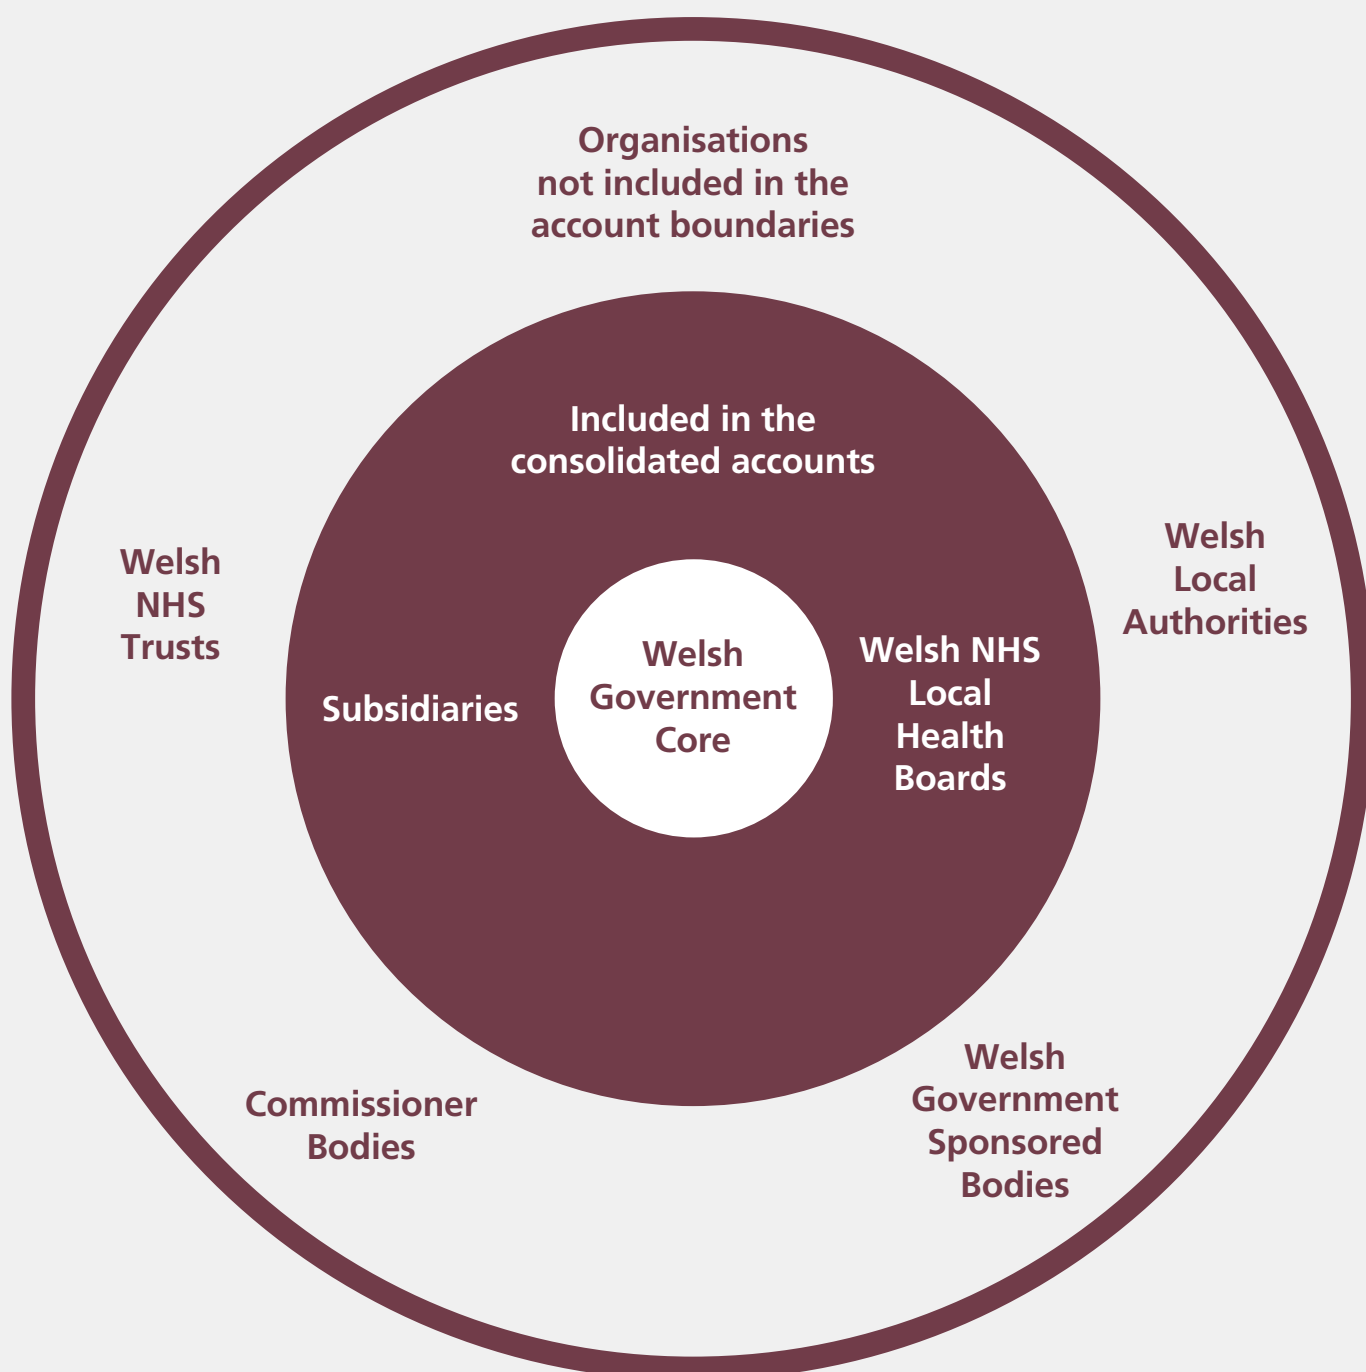 Organisations
not included in the
account boundaries
Included in the
consolidated accounts
Welsh
NHS
Trusts
Subsidiaries
Welsh
Government
Core
Welsh NHS
Local
Health
Boards
Welsh
Local
Authorities
Commissioner
Bodies
Welsh
Government
Sponsored
Bodies